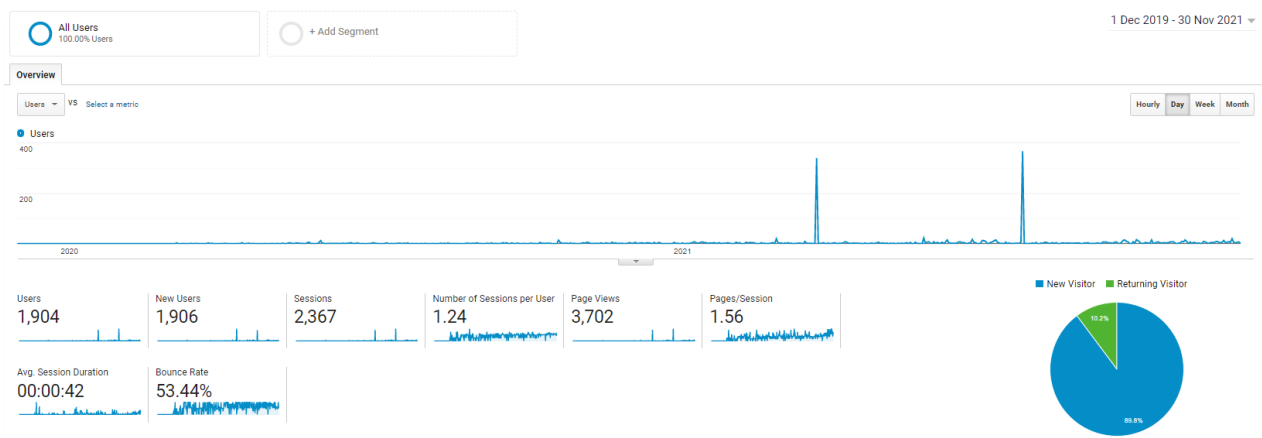 All Users
100.00% Users
+ Add Segment
1 Dec 2019 - 30 Nov 2021
Overview
Users VS Select a metric
Hourly Day Week Month
Users
400
200
2020 2021
New Visitor Returning Visitor
Users
1,904
New Users
1,906
Sessions
2,367
Number of Sessions per User
1.24
Page Views
3,702
Pages/Session
1.56
Avg. Session Duration
00:00:42
Bounce Rate
53.44%
10.2%
89.8%